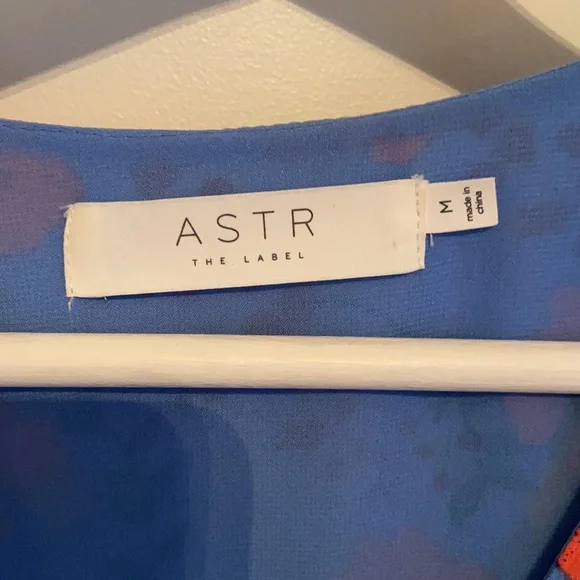 ASTR
THE LABEL
M
made in
china